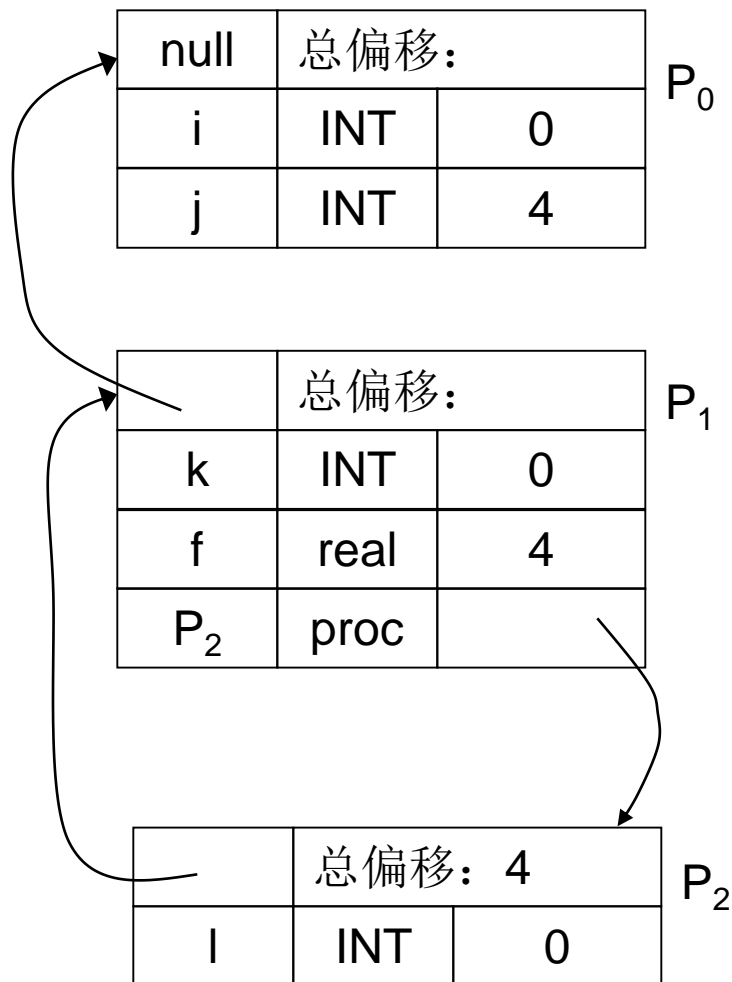 null 总偏移： P0
i INT 0
j INT 4
总偏移： P1
k INT 0
f real 4
P2 proc
总偏移：4 P2
l INT 0